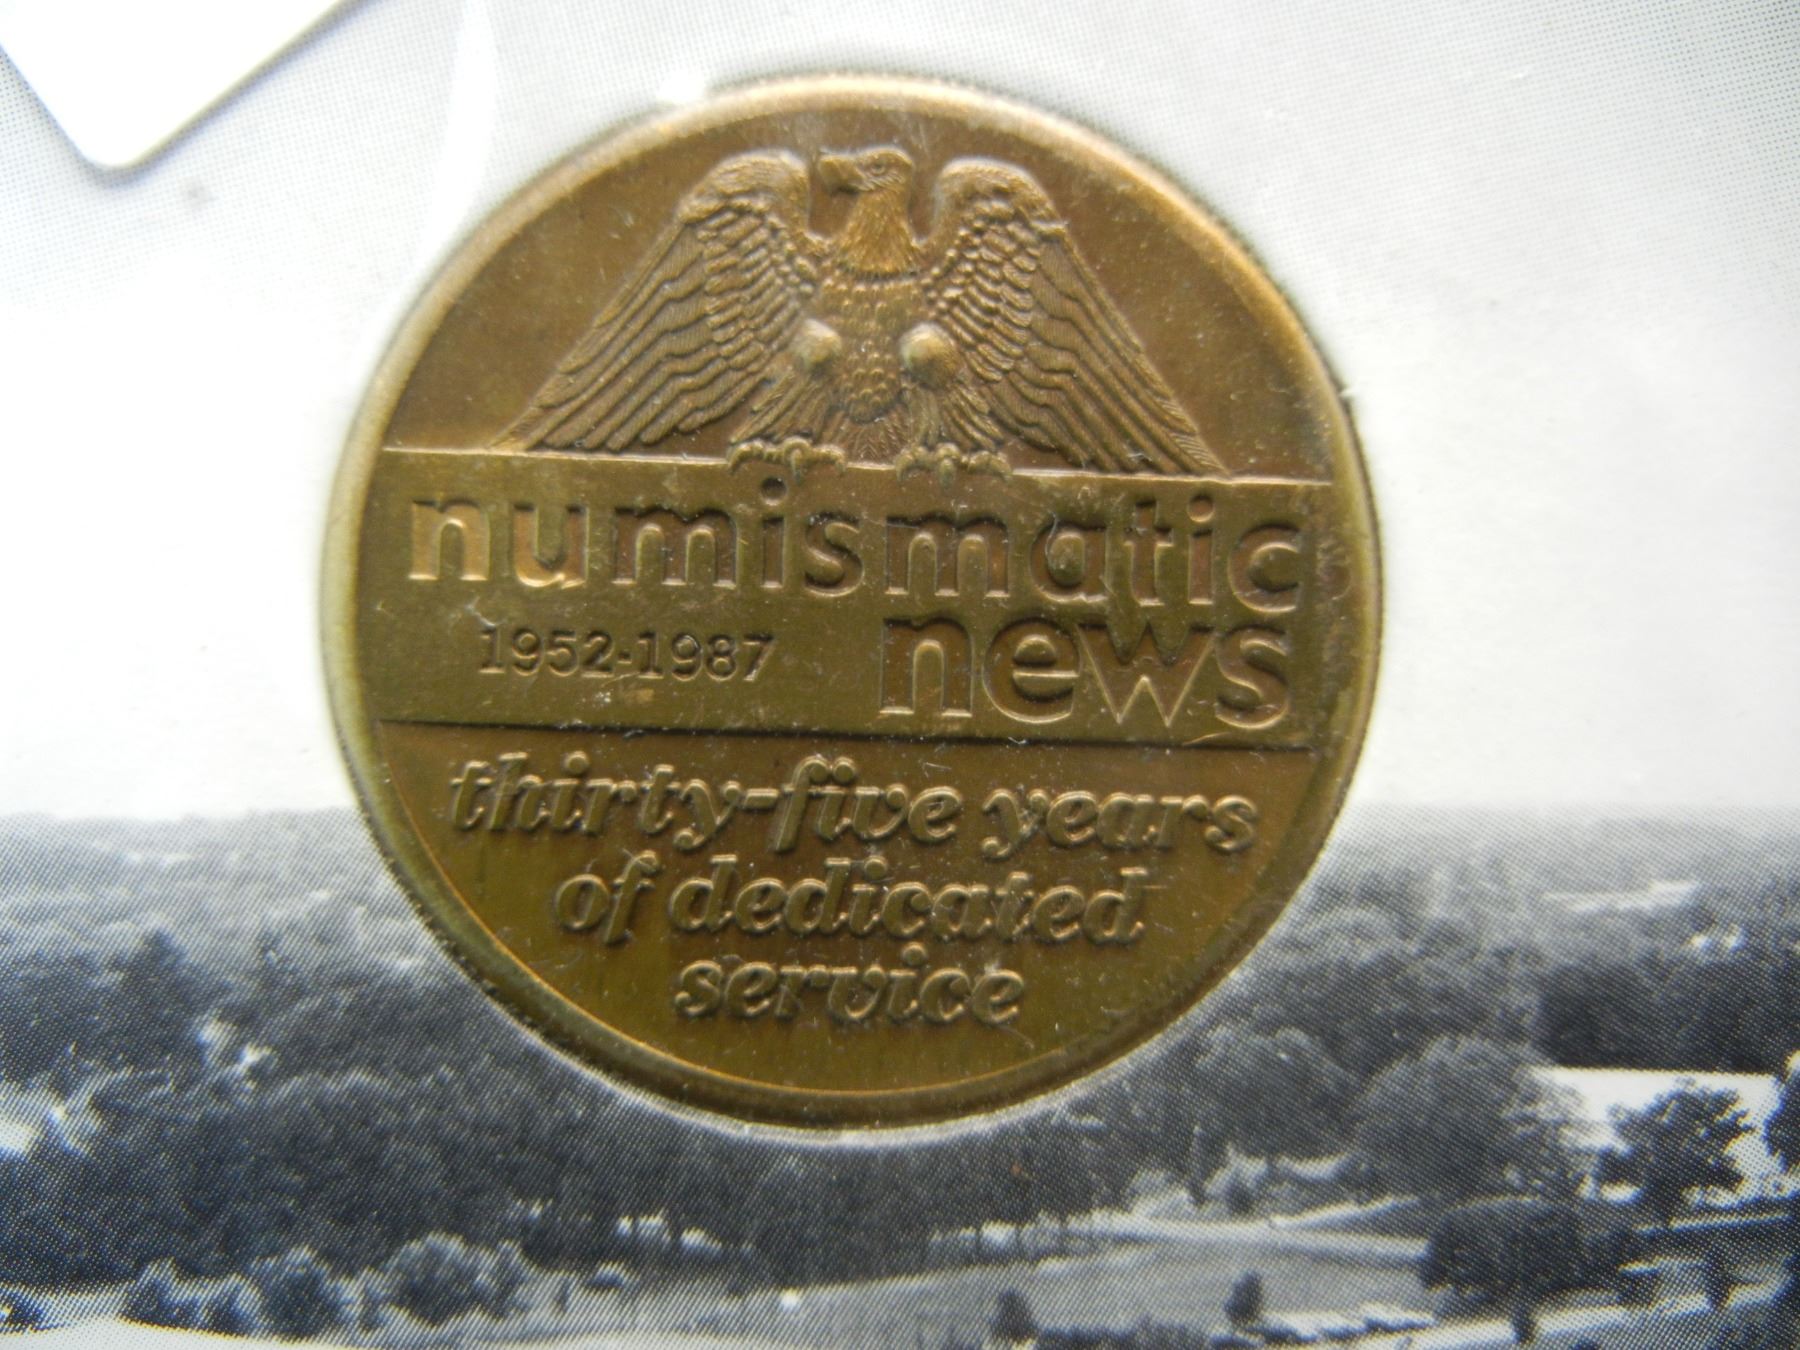 numismatic
1952-1987 news
thirty-five years
of dedicated
service